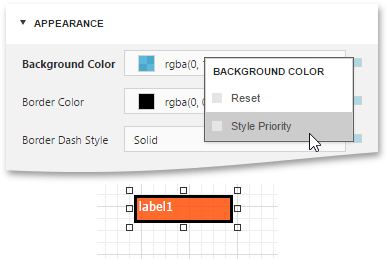 APPEARANCE
Background Color rgba(0,
BACKGROUND COLOR
Reset
Border Color rgba(0,
Style Priority
Border Dash Style Solid
label1